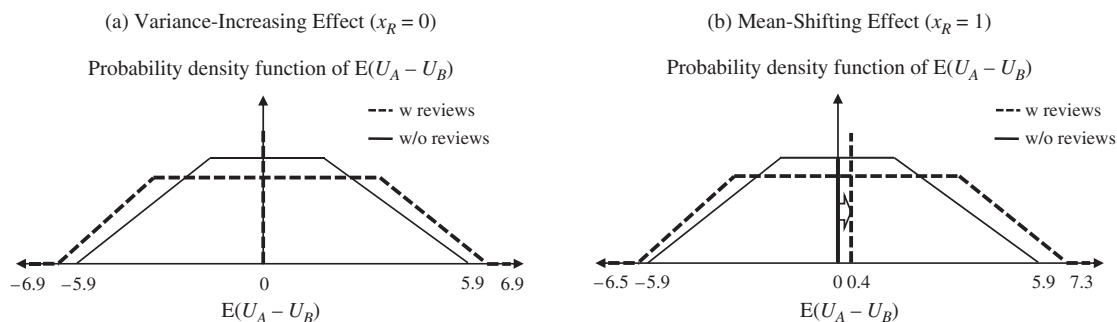 (a) Variance-Increasing Effect (x_R = 0)
Probability density function of E(U_A – U_B)
w reviews
w/o reviews
–6.9 –5.9 0 5.9 6.9
E(U_A – U_B)
(b) Mean-Shifting Effect (x_R = 1)
Probability density function of E(U_A – U_B)
w reviews
w/o reviews
–6.5 –5.9 0 0.4 5.9 7.3
E(U_A – U_B)